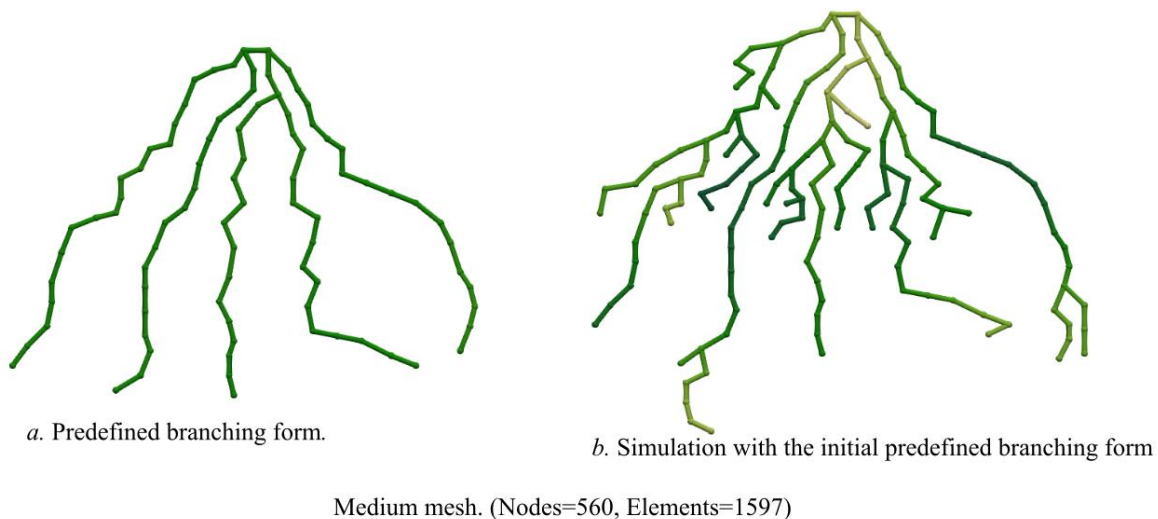 a. Predefined branching form.
b. Simulation with the initial predefined branching form
Medium mesh. (Nodes=560, Elements=1597)